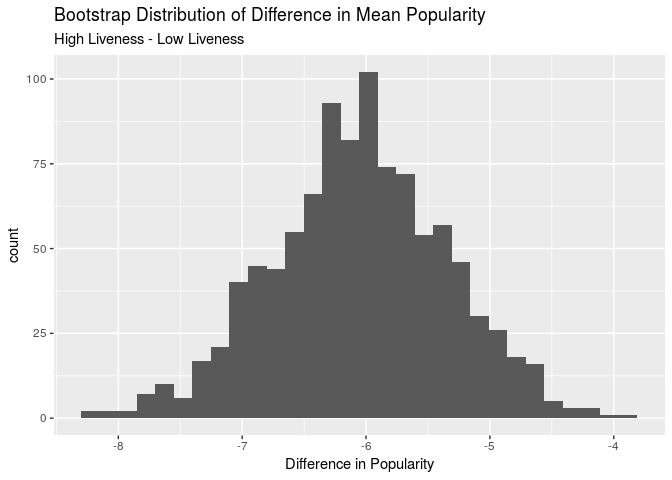 Bootstrap Distribution of Difference in Mean Popularity
High Liveness - Low Liveness
count
100
75
50
25
0
-8 -7 -6 -5 -4
Difference in Popularity